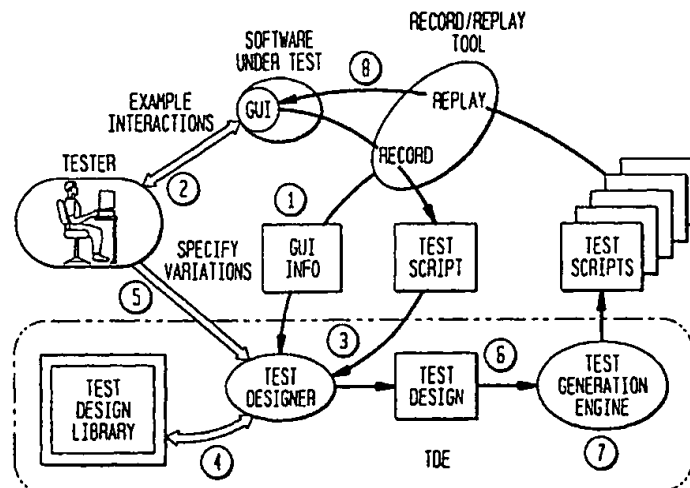 RECORD/REPLAY
TOOL
SOFTWARE
UNDER TEST
8
EXAMPLE
INTERACTIONS
GUI
REPLAY
RECORD
TESTER
2
1
GUI
INFO
TEST
SCRIPT
TEST
SCRIPTS
SPECIFY
VARIATIONS
5
3
6
TEST
DESIGN
LIBRARY
TEST
DESIGNER
TEST
DESIGN
TEST
GENERATION
ENGINE
4
TDE
7